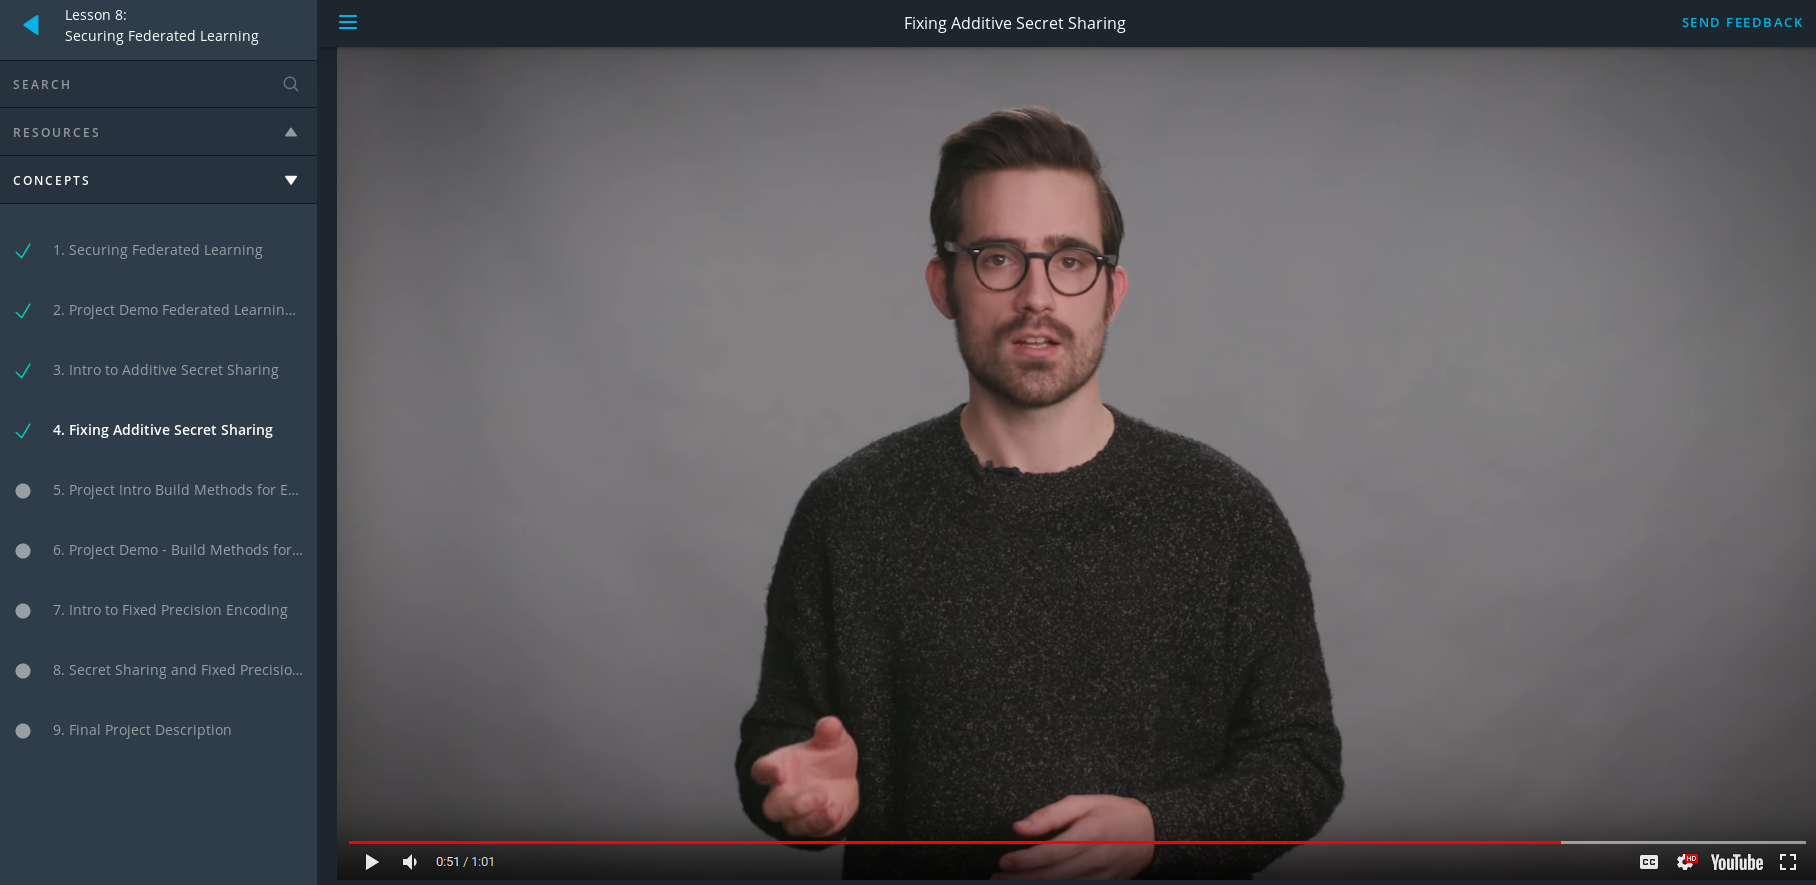 Lesson 8:
Securing Federated Learning
SEARCH
RESOURCES
CONCEPTS
1. Securing Federated Learning
2. Project Demo Federated Learnin...
3. Intro to Additive Secret Sharing
4. Fixing Additive Secret Sharing
5. Project Intro Build Methods for E...
6. Project Demo - Build Methods for...
7. Intro to Fixed Precision Encoding
8. Secret Sharing and Fixed Precisio...
9. Final Project Description
Fixing Additive Secret Sharing
SEND FEEDBACK
0:51 / 1:01
CC
HD
YouTube